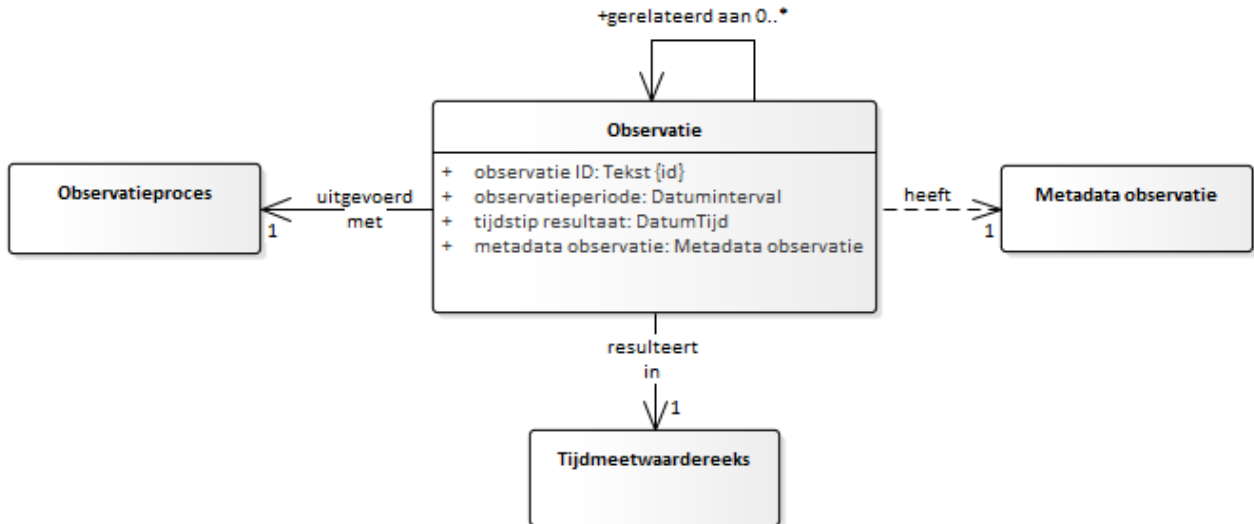 +gerelateerd aan 0..*
Observatie
+ observatie ID: Tekst {id}
+ observatieperiode: Datuminterval
+ tijdstip resultaat: DatumTijd
+ metadata observatie: Metadata observatie
Observatieproces
uitgevoerd
met
1
heeft
1
Metadata observatie
resulteert
in
1
Tijdmeetwaardereeks